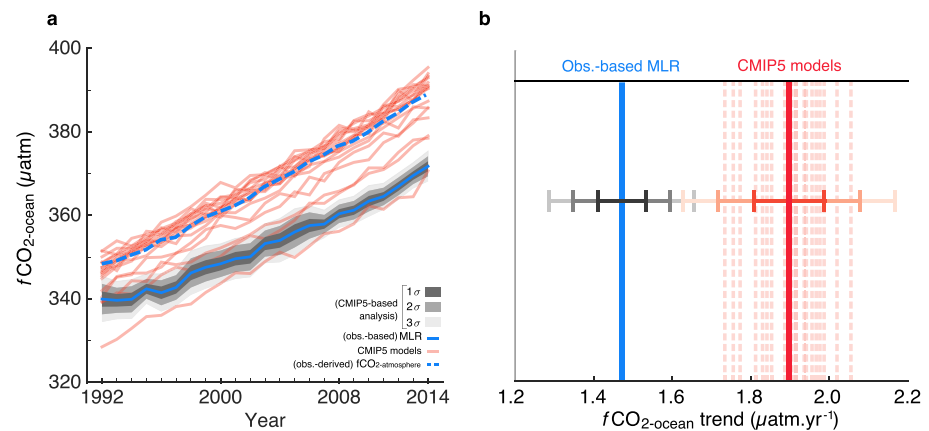 a
400
380
360
340
320
fCO2-ocean (μatm)
1992
2000
2008
2014
Year
(CMIP5-based analysis)
1σ
2σ
3σ
(obs.-based) MLR
CMIP5 models
(obs.-derived) fCO2-atmosphere
b
Obs.-based MLR
CMIP5 models
1.2
1.4
1.6
1.8
2.0
2.2
fCO2-ocean trend (μatm.yr-1)